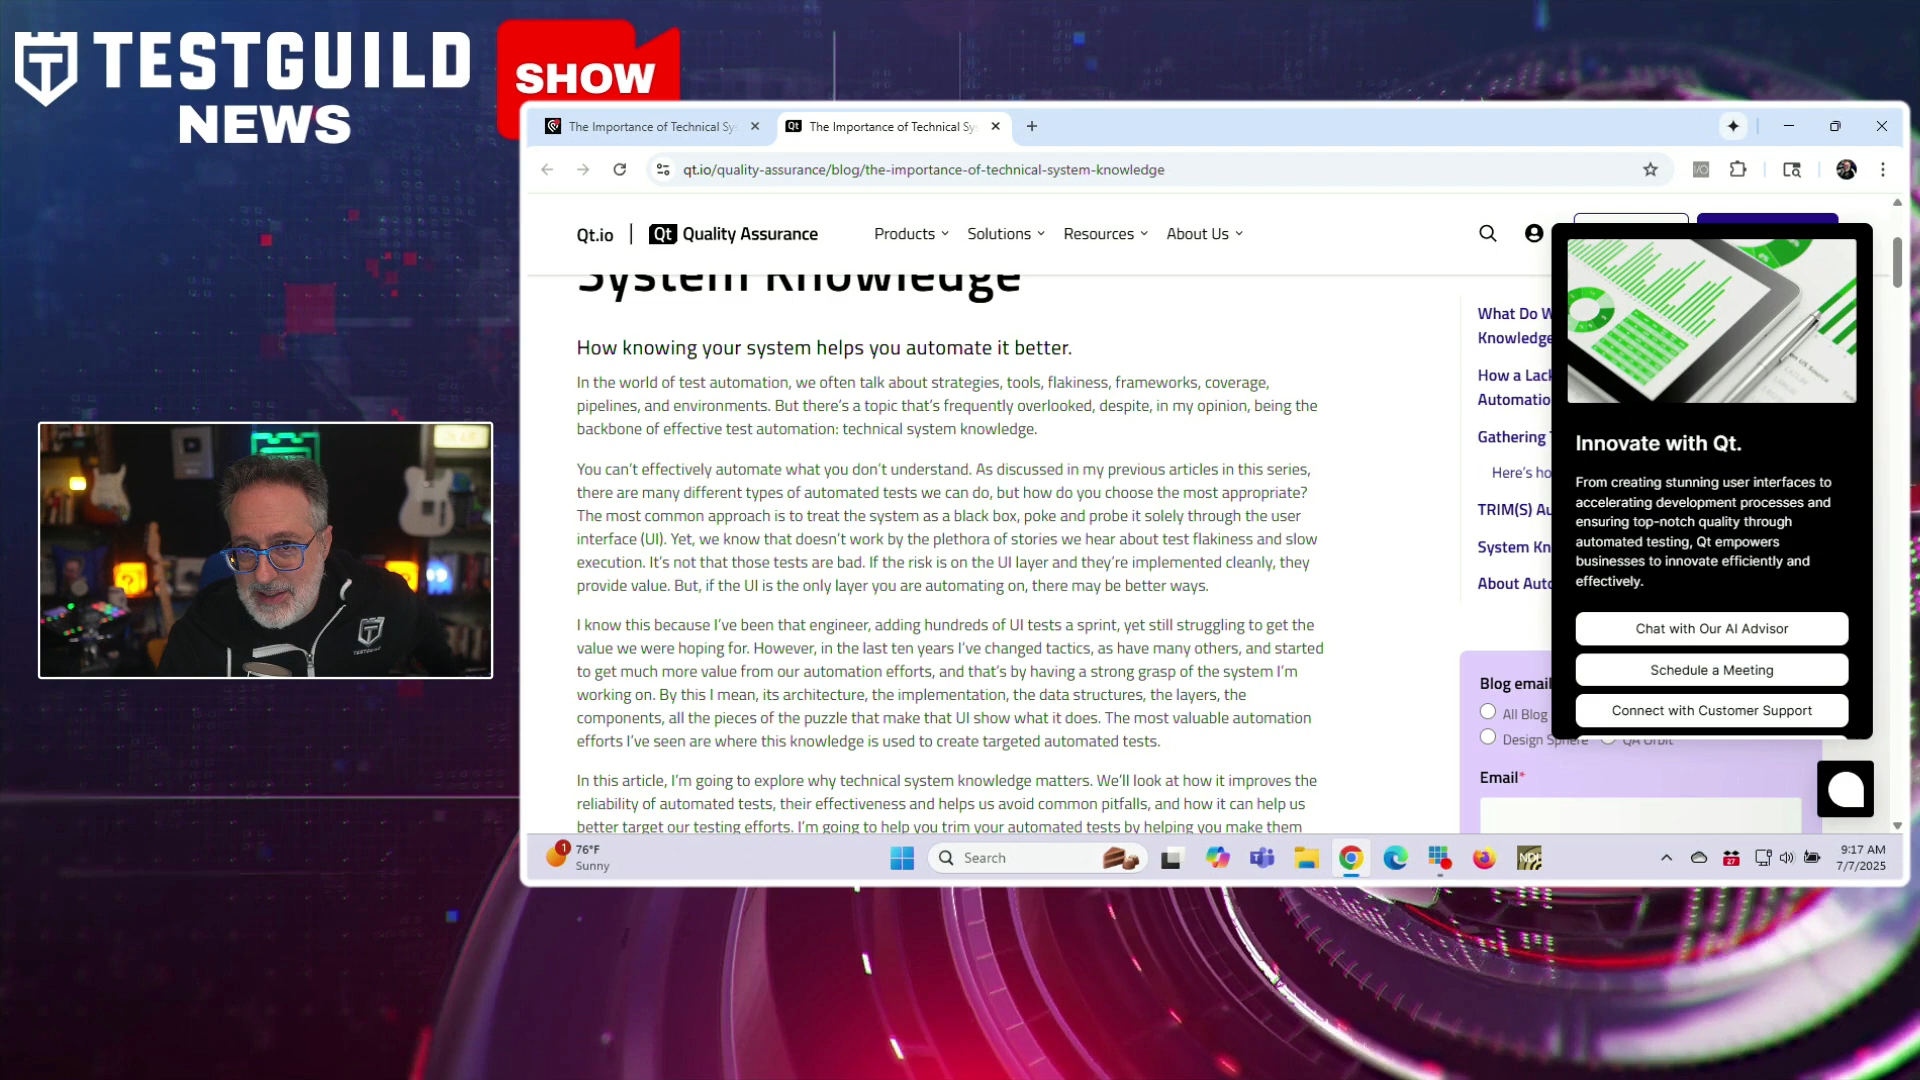 TESTGUILD
NEWS
SHOW
The Importance of Technical Sy
The Importance of Technical Sy
qt.io/quality-assurance/blog/the-importance-of-technical-system-knowledge
Qt.io
Qt Quality Assurance
Products
Solutions
Resources
About Us
System Knowledge
How knowing your system helps you automate it better.
In the world of test automation, we often talk about strategies, tools, flakiness, frameworks, coverage,
pipelines, and environments. But there's a topic that's frequently overlooked, despite, in my opinion, being the
backbone of effective test automation: technical system knowledge.
You can't effectively automate what you don't understand. As discussed in my previous articles in this series,
there are many different types of automated tests we can do, but how do you choose the most appropriate?
The most common approach is to treat the system as a black box, poke and probe it solely through the user
interface (UI). Yet, we know that doesn't work by the plethora of stories we hear about test flakiness and slow
execution. It's not that those tests are bad. If the risk is on the UI layer and they're implemented cleanly, they
provide value. But, if the UI is the only layer you are automating on, there may be better ways.
I know this because I've been that engineer, adding hundreds of UI tests a sprint, yet still struggling to get the
value we were hoping for. However, in the last ten years I've changed tactics, as have many others, and started
to get much more value from our automation efforts, and that's by having a strong grasp of the system I'm
working on. By this I mean, its architecture, the implementation, the data structures, the layers, the
components, all the pieces of the puzzle that make that UI show what it does. The most valuable automation
efforts I've seen are where this knowledge is used to create targeted automated tests.
In this article, I'm going to explore why technical system knowledge matters. We'll look at how it improves the
reliability of automated tests, their effectiveness and helps us avoid common pitfalls, and how it can help us
better target our testing efforts. I'm going to help you trim your automated tests by helping you make them
What Do W
Knowledge
How a Lack
Automatio
Gathering
Here's ho
TRIM(S) Au
System Kn
About Auto
Blog email
All Blog
Design Sphere
QA Orbit
Email*
Innovate with Qt.
From creating stunning user interfaces to
accelerating development processes and
ensuring top-notch quality through
automated testing, Qt empowers
businesses to innovate efficiently and
effectively.
Chat with Our AI Advisor
Schedule a Meeting
Connect with Customer Support
1
76°F
Sunny
Search
NDI
27
9:17 AM
7/7/2025
TESTGUILD